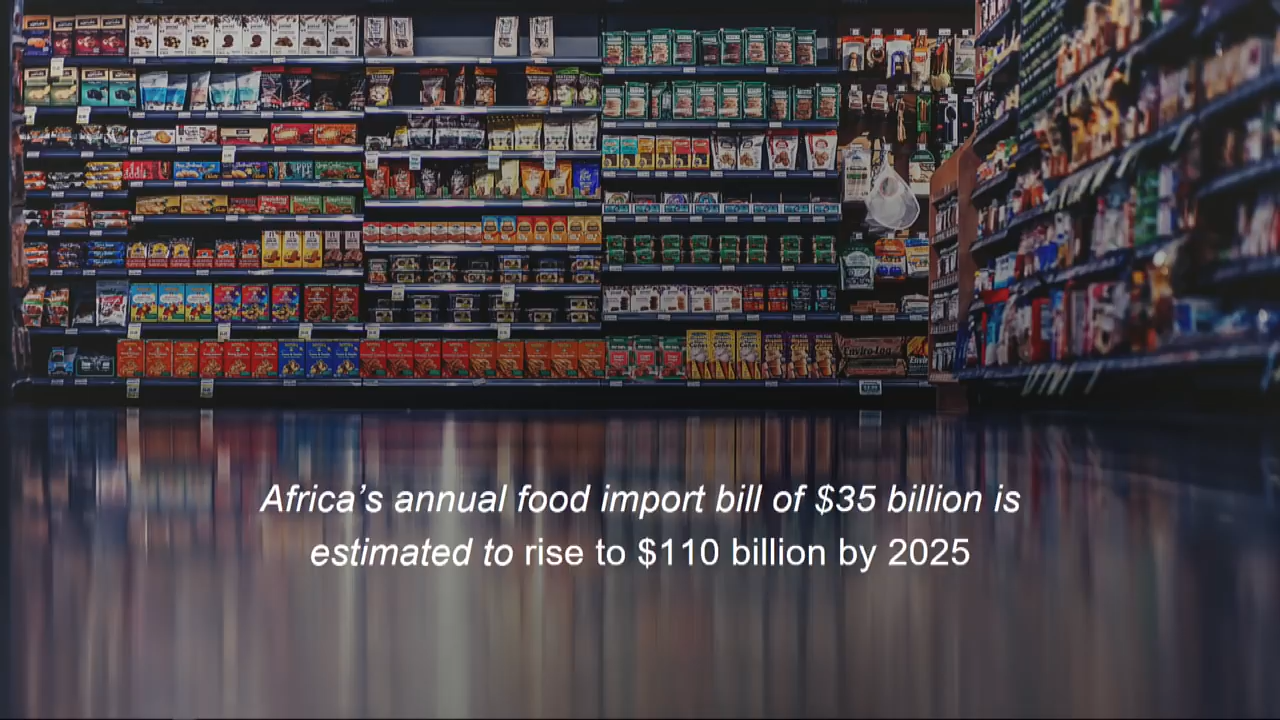 Africa’s annual food import bill of $35 billion is
estimated to rise to $110 billion by 2025